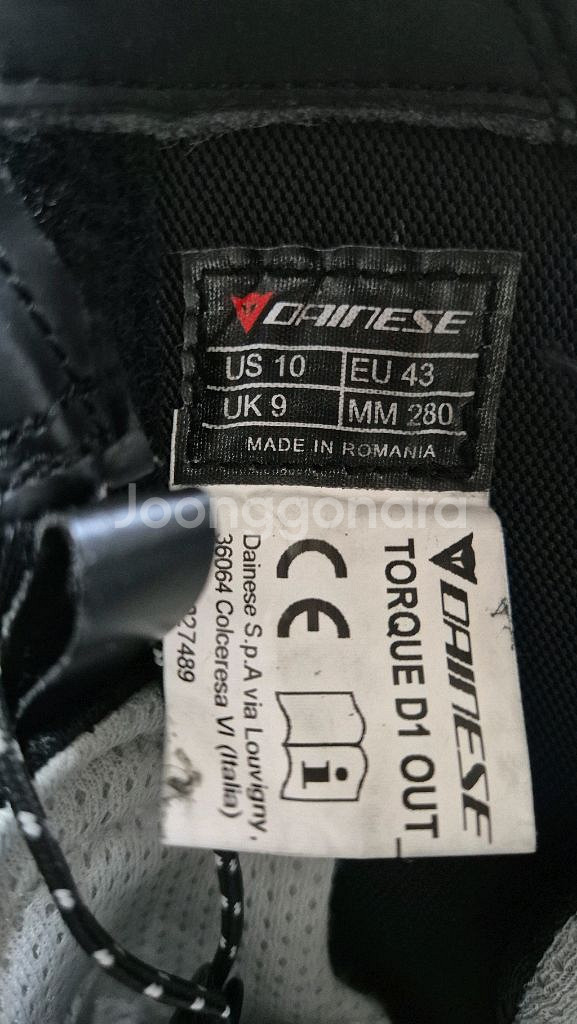 DAINESE
US 10 EU 43
UK 9 MM 280
MADE IN ROMANIA
Joonggonara
DAINESE
TORQUE D1 OUT
CE
i
Dainese S.p.A via Louvigny,
36064 Colceresa VI (Italia)
27489